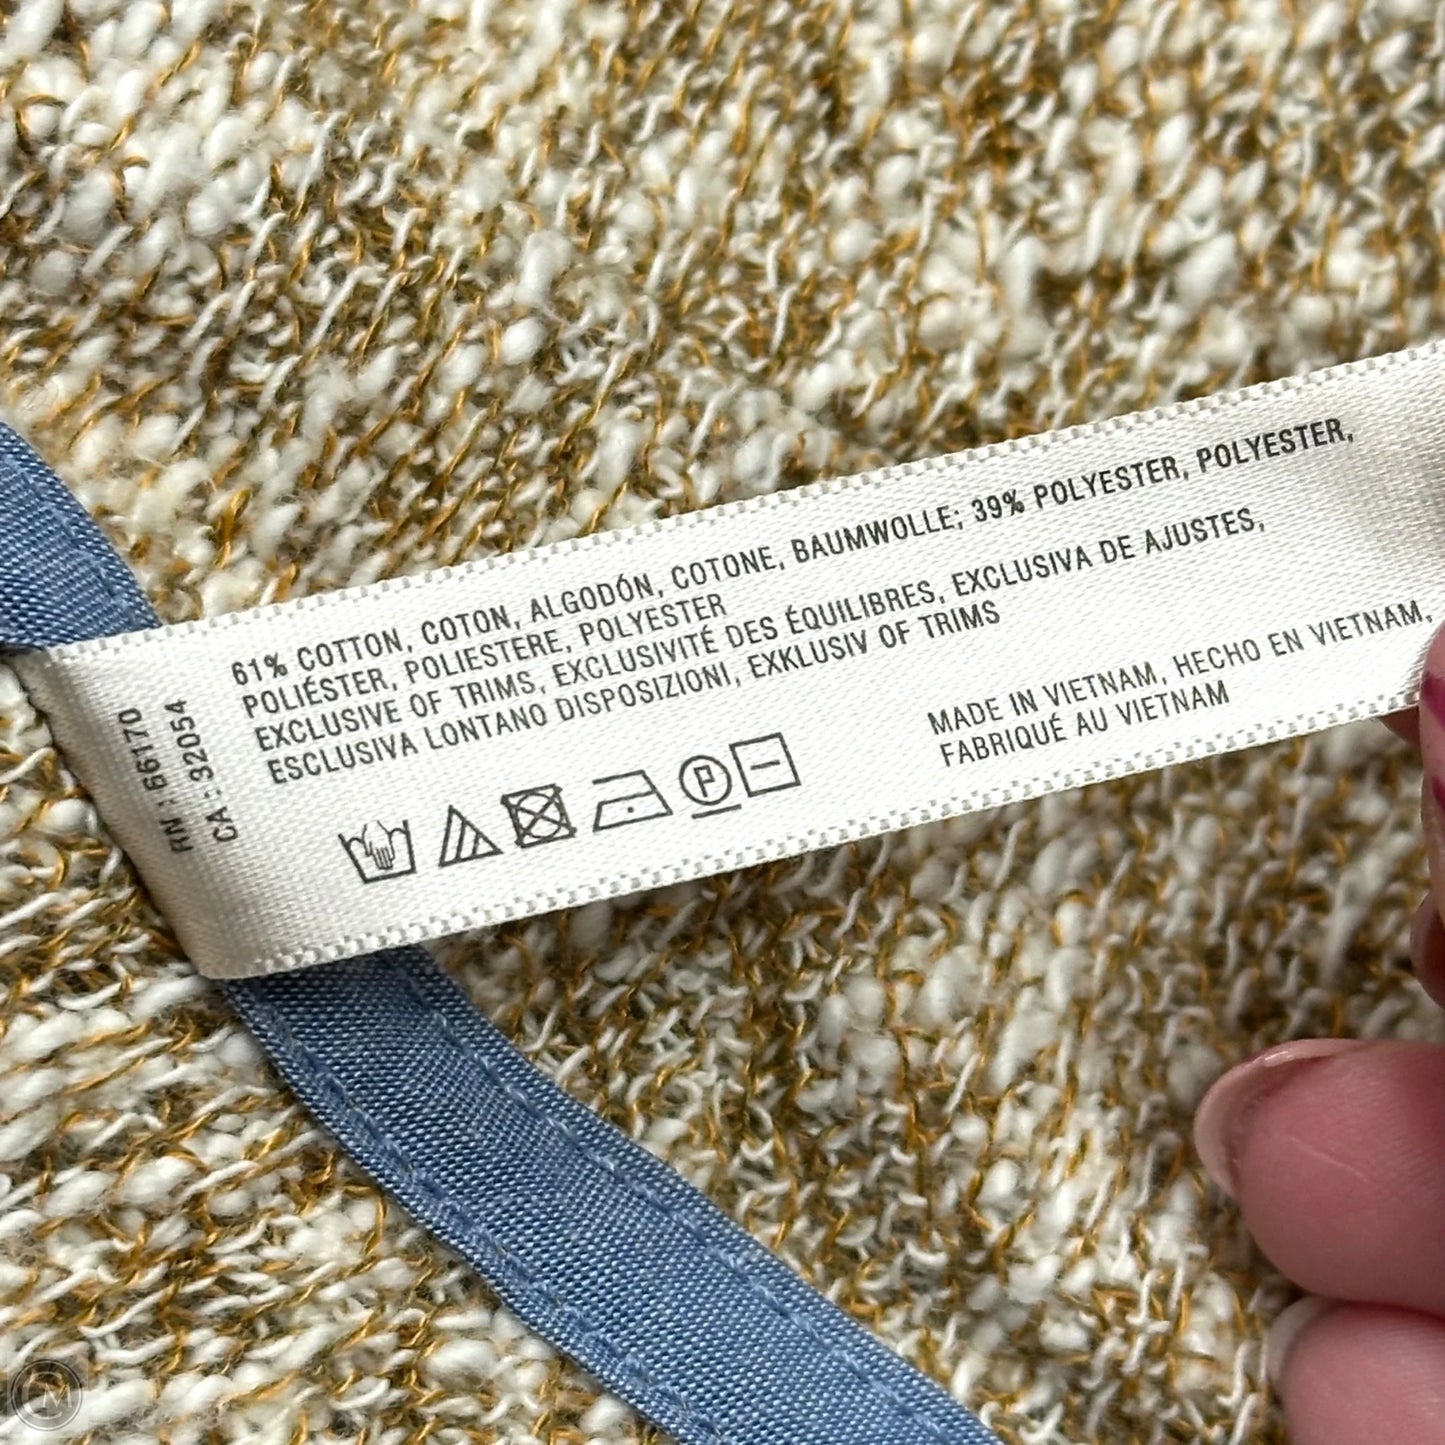 61% COTTON, COTON, ALGODÓN, COTONE, BAUMWOLLE; 39% POLYESTER, POLYESTER,
POLIÉSTER, POLIESTERE, POLYESTER
EXCLUSIVE OF TRIMS, EXCLUSIVITÉ DES ÉQUILIBRES, EXCLUSIVA DE AJUSTES,
ESCLUSIVA LONTANO DISPOSIZIONI, EXKLUSIV OF TRIMS
MADE IN VIETNAM, HECHO EN VIETNAM,
FABRIQUÉ AU VIETNAM
P
RN : 66170
CA : 32054